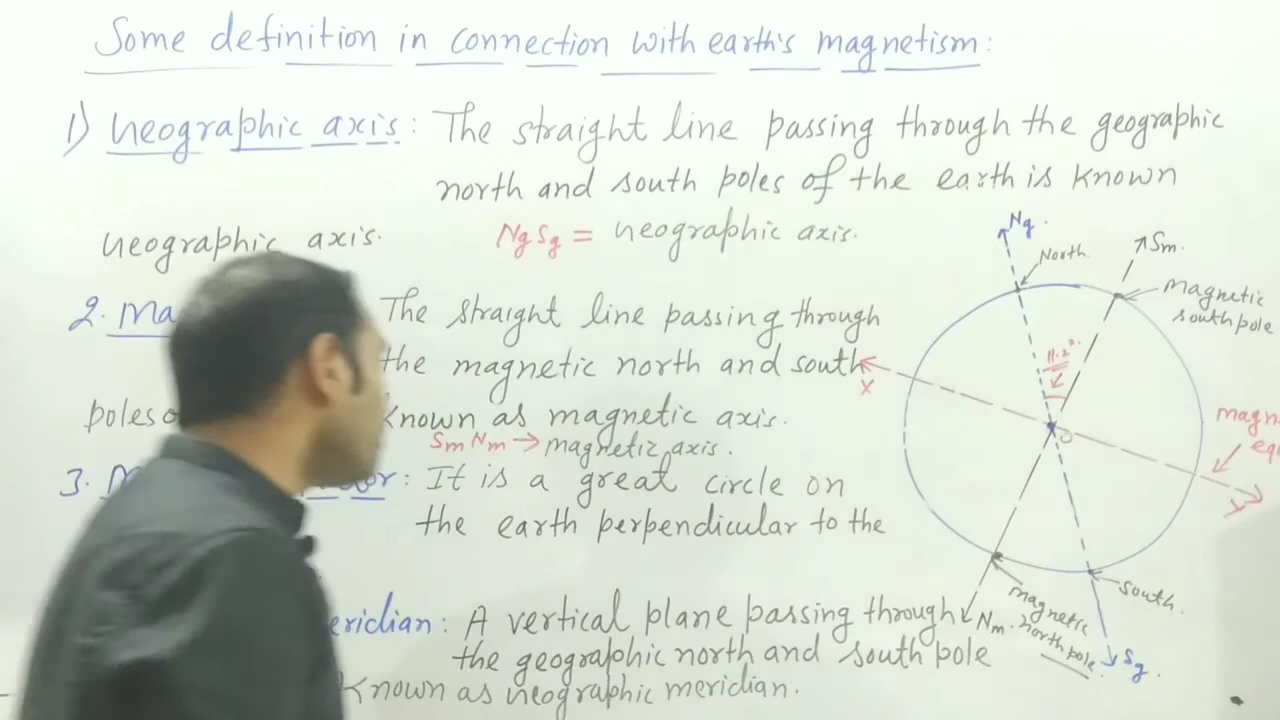 Some definition in connection with earth's magnetism:
1) Geographic axis: The straight line passing through the geographic
north and south poles of the earth is known
Geographic axis.
NgSg = Geographic axis.
2. Ma
The straight line passing through
the magnetic north and south
poles o
known as magnetic axis.
SmNm → magnetic axis.
3. M
or: It is a great circle on
the earth perpendicular to the
eridian: A vertical plane passing through
the geographic north and south pole
known as Geographic meridian.
Ng.
North.
Sm.
magnetic
south pole
11.2°
X
O
magn
equ
Y
south.
magnetic
north pole.
Nm.
Sg.